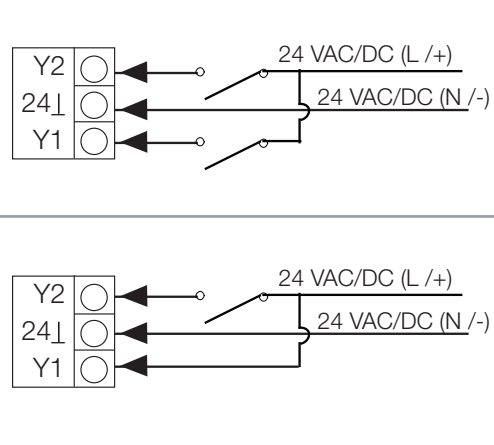 24 VAC/DC (L /+)
Y2
24⊥
24 VAC/DC (N /-)
Y1
24 VAC/DC (L /+)
Y2
24⊥
24 VAC/DC (N /-)
Y1